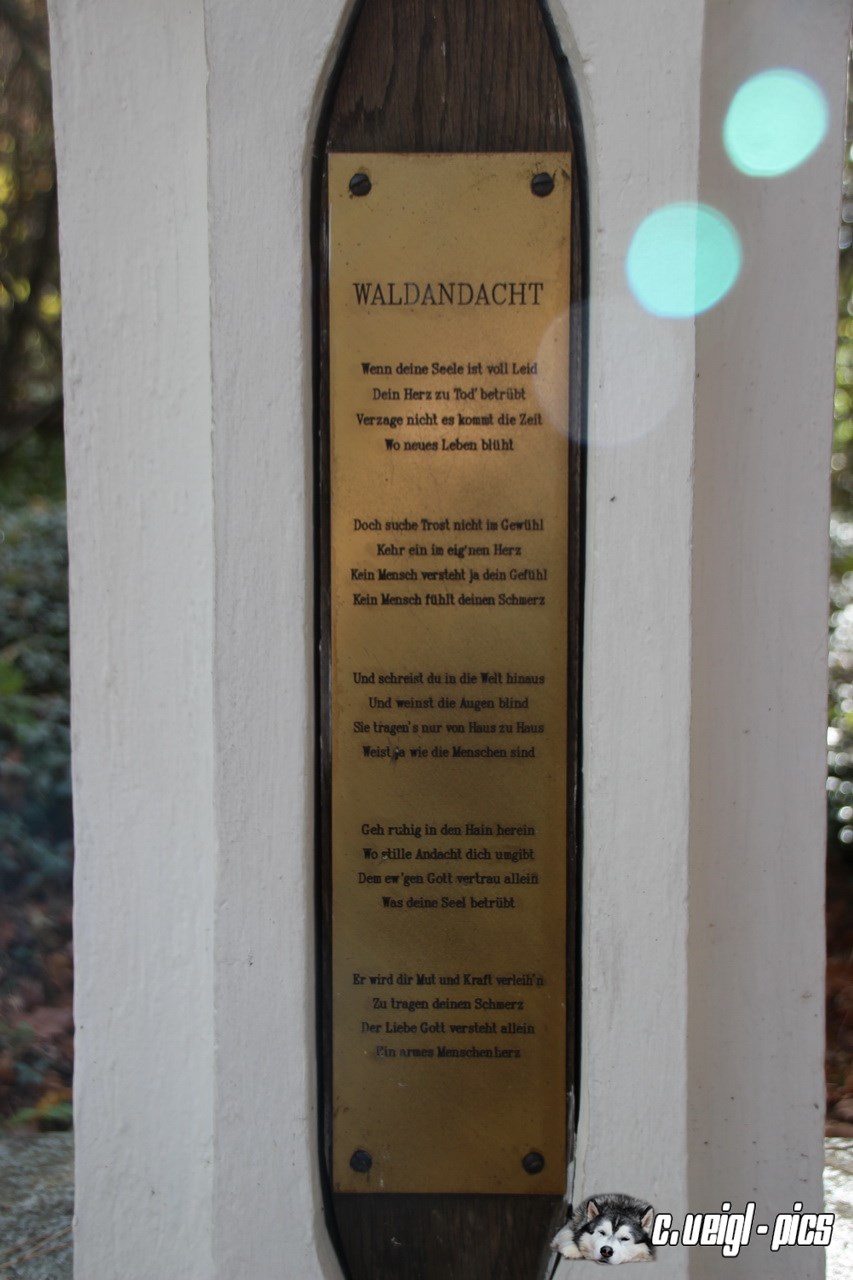 WALDANDACHT
Wenn deine Seele ist voll Leid
Dein Herz zu Tod' betrübt
Verzage nicht es kommt die Zeit
Wo neues Leben blüht
Doch suche Trost nicht im Gewühl
Kehr ein im eig'nen Herz
Kein Mensch versteht ja dein Gefühl
Kein Mensch fühlt deinen Schmerz
Und schreist du in die Welt hinaus
Und weinst die Augen blind
Sie tragen's nur von Haus zu Haus
Weist ja wie die Menschen sind
Geh ruhig in den Hain herein
Wo stille Andacht dich umgibt
Dem ew'gen Gott vertrau allein
Was deine Seel betrübt
Er wird dir Mut und Kraft verleih'n
Zu tragen deinen Schmerz
Der Liebe Gott versteht allein
Ein armes Menschenherz
c.veigl-pics